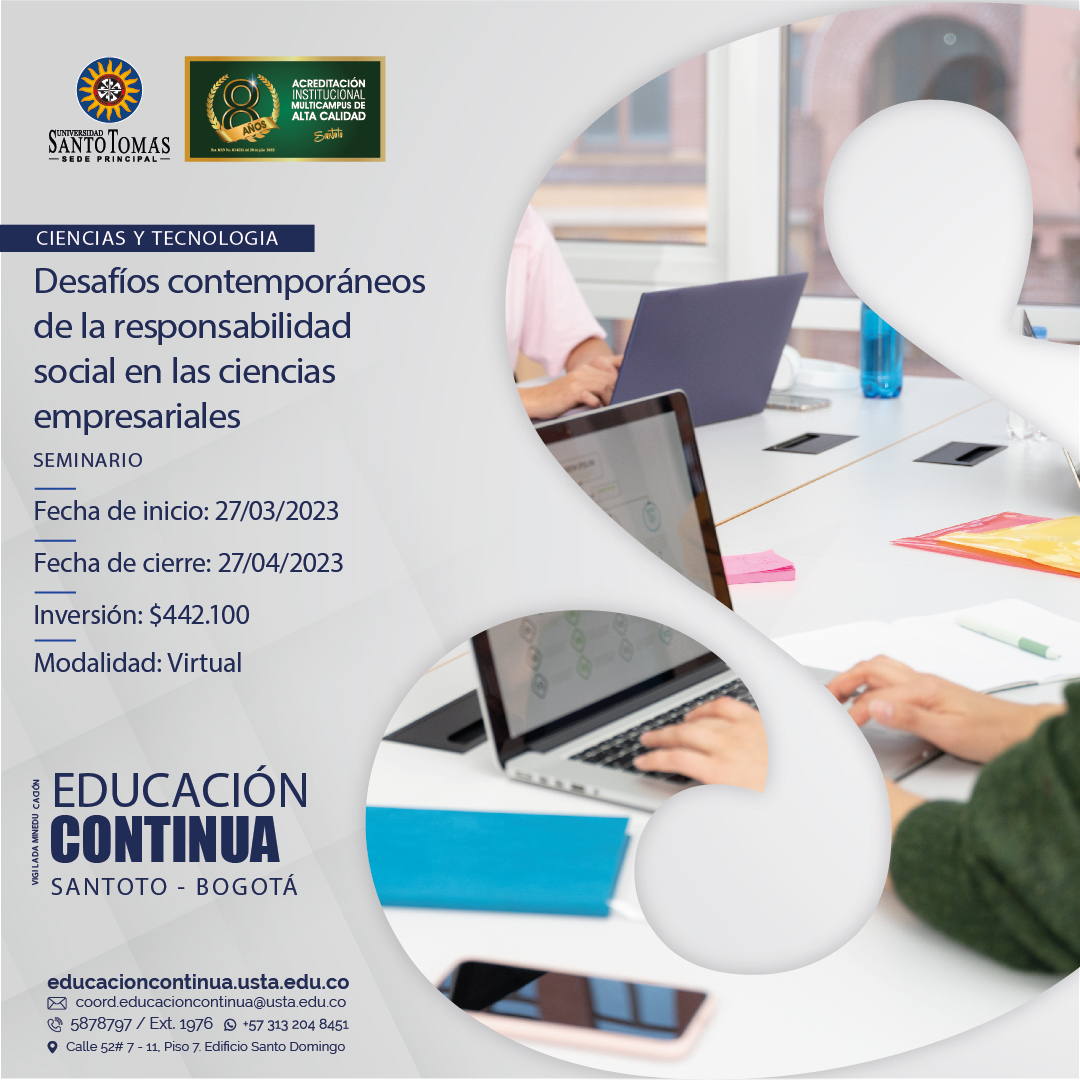 UNIVERSIDAD
SANTO TOMAS
SEDE PRINCIPAL
8
AÑOS
ACREDITACIÓN
INSTITUCIONAL
MULTICAMPUS DE
ALTA CALIDAD
Santoto
CIENCIAS Y TECNOLOGIA
Desafíos contemporáneos
de la responsabilidad
social en las ciencias
empresariales
SEMINARIO
Fecha de inicio: 27/03/2023
Fecha de cierre: 27/04/2023
Inversión: $442.100
Modalidad: Virtual
VIGILADA MINEDUCACIÓN
EDUCACIÓN
CONTINUA
SANTOTO - BOGOTÁ
educacioncontinua.usta.edu.co
coord.educacioncontinua@usta.edu.co
5878797 / Ext. 1976 +57 313 204 8451
Calle 52# 7 - 11, Piso 7. Edificio Santo Domingo